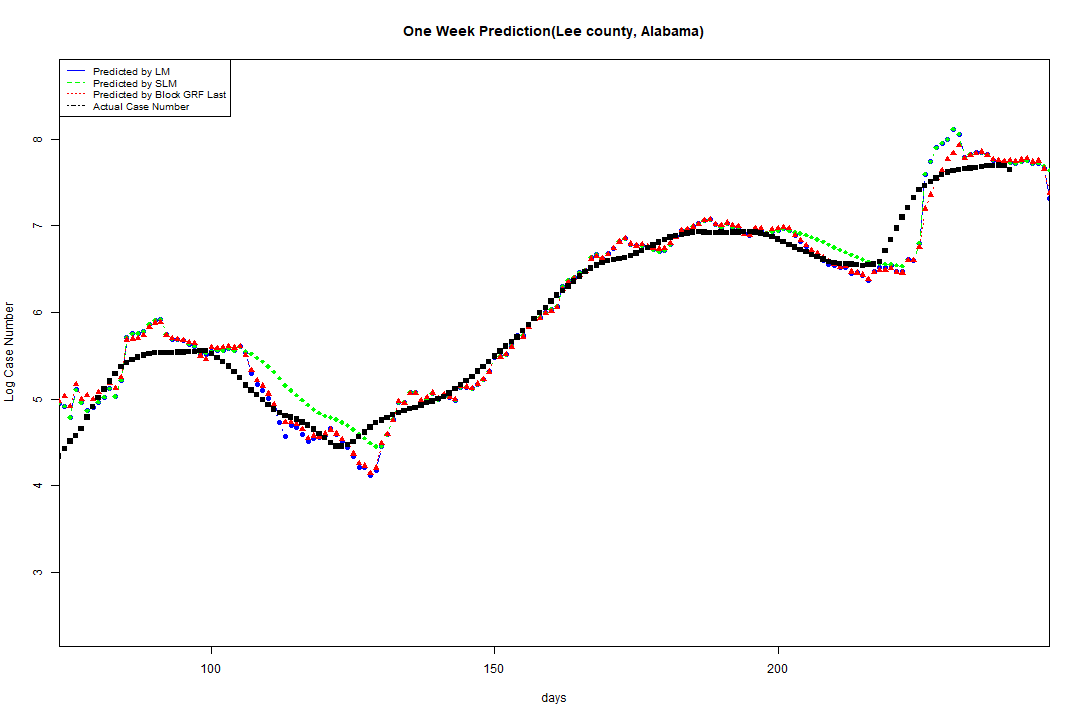 One Week Prediction(Lee county, Alabama)
Predicted by LM
Predicted by SLM
Predicted by Block GRF Last
Actual Case Number
8
7
6
5
4
3
Log Case Number
100 150 200
days